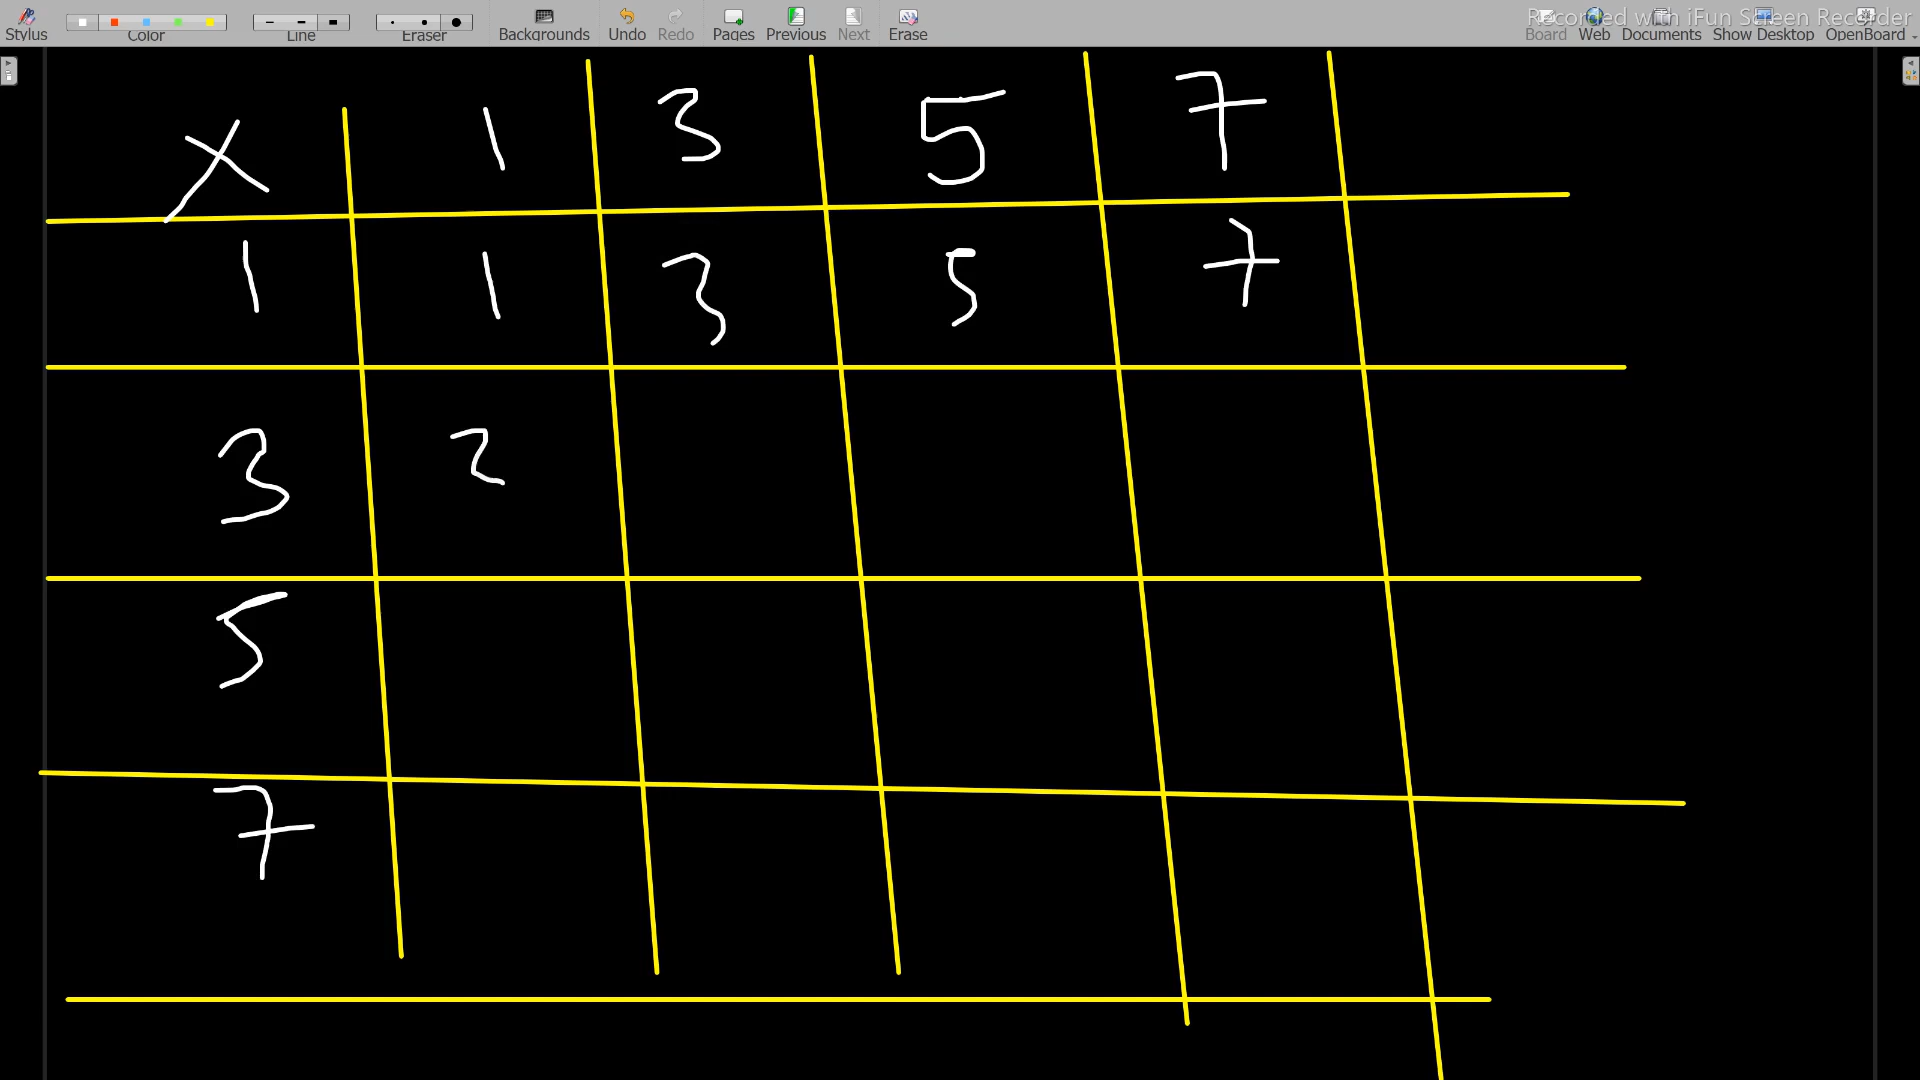 Recorded with iFun Screen Recorder
Stylus Color Line Eraser Backgrounds Undo Redo Pages Previous Next Erase Board Web Documents Show Desktop OpenBoard
X 1 3 5 7
1 1 3 5 7
3 2
5
7